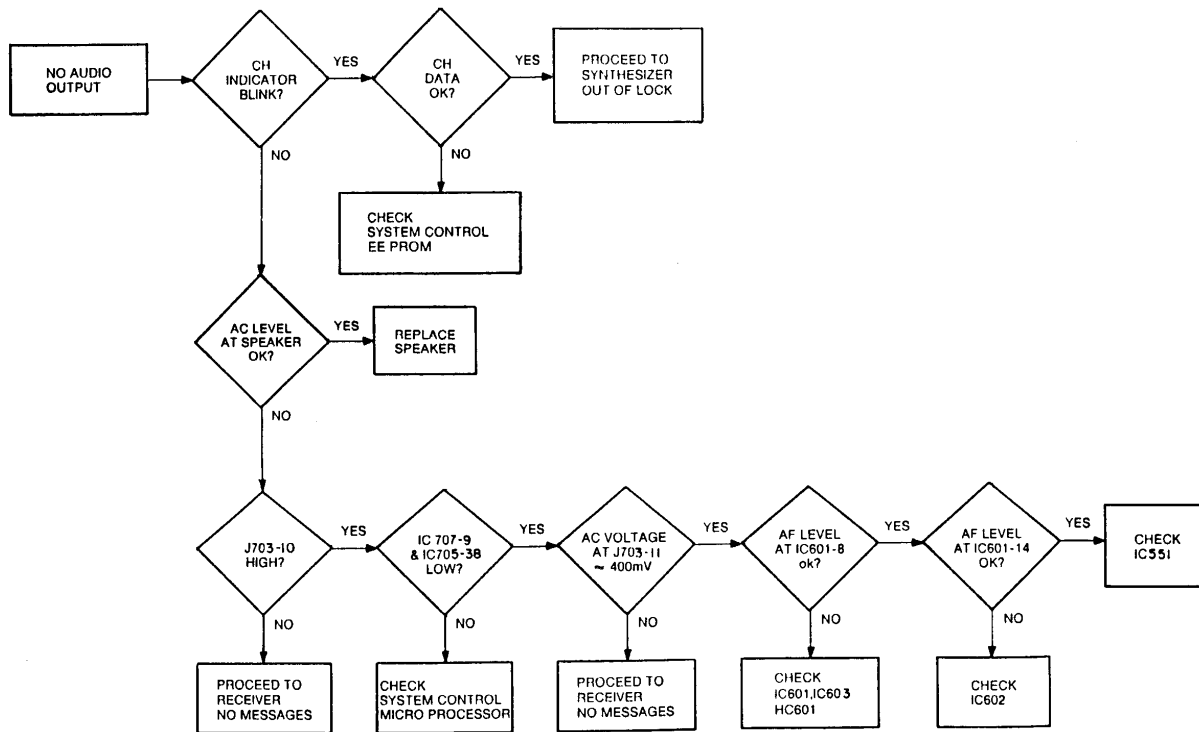 NO AUDIO
OUTPUT
CH
INDICATOR
BLINK?
YES
CH
DATA
OK?
YES
PROCEED TO
SYNTHESIZER
OUT OF LOCK
NO
NO
CHECK
SYSTEM CONTROL
EE PROM
AC LEVEL
AT SPEAKER
OK?
YES
REPLACE
SPEAKER
NO
J703-10
HIGH?
YES
IC 707-9
& IC705-38
LOW?
YES
AC VOLTAGE
AT J703-11
≈ 400mV
YES
AF LEVEL
AT IC601-8
ok?
YES
AF LEVEL
AT IC601-14
OK?
YES
CHECK
IC551
NO
NO
NO
NO
NO
PROCEED TO
RECEIVER
NO MESSAGES
CHECK
SYSTEM CONTROL
MICRO PROCESSOR
PROCEED TO
RECEIVER
NO MESSAGES
CHECK
IC601,IC603
HC601
CHECK
IC602